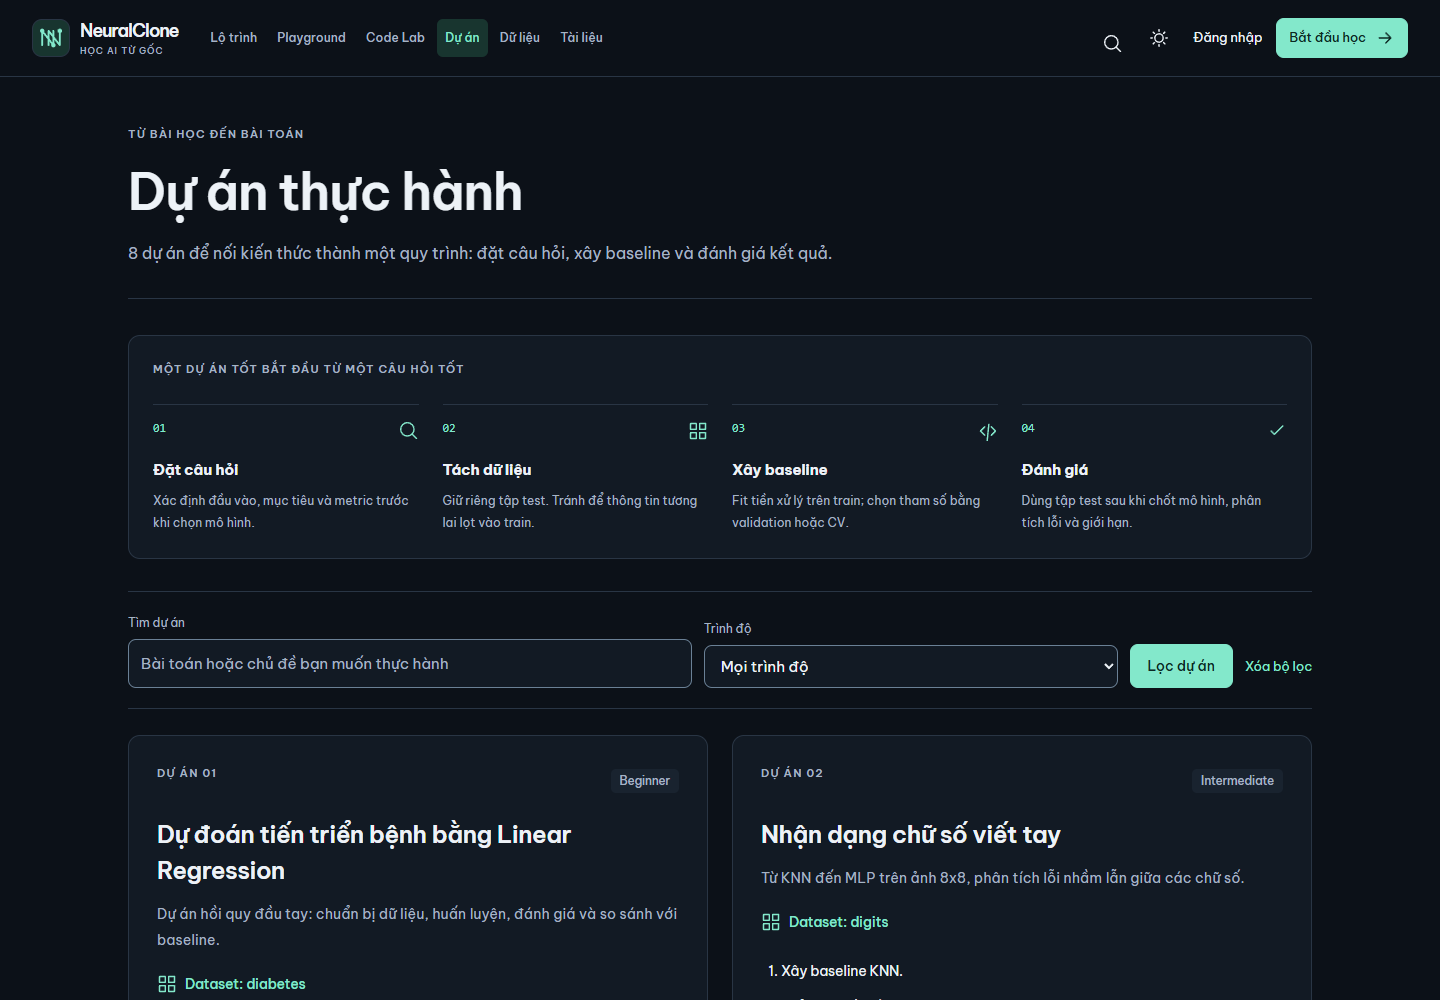 NeuralClone
HỌC AI TỪ GỐC
Lộ trình
Playground
Code Lab
Dự án
Dữ liệu
Tài liệu
Đăng nhập
Bắt đầu học
TỪ BÀI HỌC ĐẾN BÀI TOÁN
Dự án thực hành
8 dự án để nối kiến thức thành một quy trình: đặt câu hỏi, xây baseline và đánh giá kết quả.
MỘT DỰ ÁN TỐT BẮT ĐẦU TỪ MỘT CÂU HỎI TỐT
01
Đặt câu hỏi
Xác định đầu vào, mục tiêu và metric trước
khi chọn mô hình.
02
Tách dữ liệu
Giữ riêng tập test. Tránh để thông tin tương
lai lọt vào train.
03
Xây baseline
Fit tiền xử lý trên train; chọn tham số bằng
validation hoặc CV.
04
Đánh giá
Dùng tập test sau khi chốt mô hình, phân
tích lỗi và giới hạn.
Tìm dự án
Bài toán hoặc chủ đề bạn muốn thực hành
Trình độ
Mọi trình độ
Lọc dự án
Xóa bộ lọc
DỰ ÁN 01
Beginner
Dự đoán tiến triển bệnh bằng Linear
Regression
Dự án hồi quy đầu tay: chuẩn bị dữ liệu, huấn luyện, đánh giá và so sánh với
baseline.
Dataset: diabetes
DỰ ÁN 02
Intermediate
Nhận dạng chữ số viết tay
Từ KNN đến MLP trên ảnh 8x8, phân tích lỗi nhầm lẫn giữa các chữ số.
Dataset: digits
1. Xây baseline KNN.